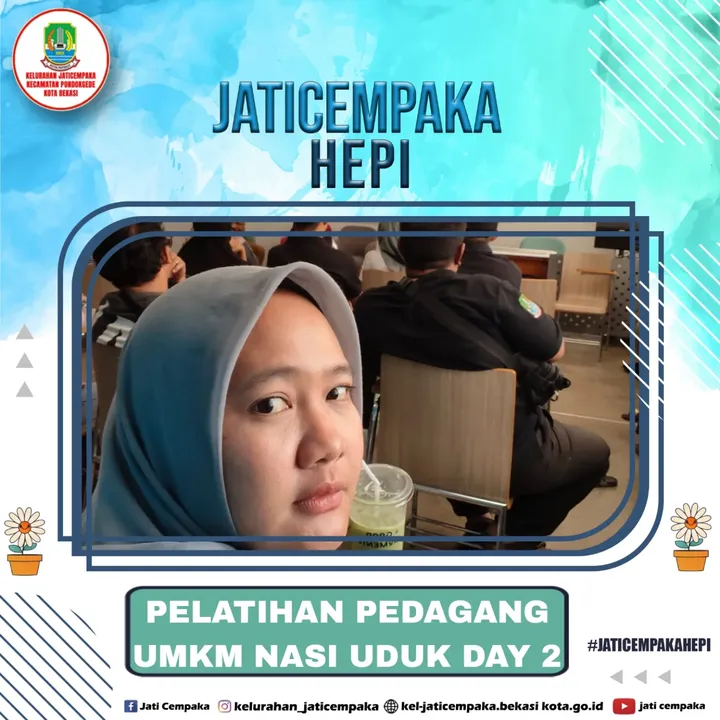 KELURAHAN JATICEMPAKA
KECAMATAN PONDOKGEDE
KOTA BEKASI
JATICEMPAKA
HEPI
PELATIHAN PEDAGANG
UMKM NASI UDUK DAY 2
#JATICEMPAKAHEPI
Jati Cempaka kelurahan_jaticempaka kel-jaticempaka.bekasi kota.go.id jati cempaka